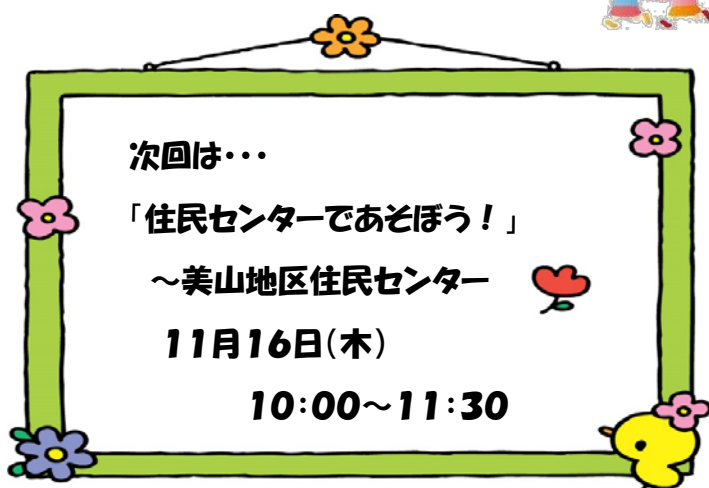 次回は・・・
「住民センターであそぼう！」
～美山地区住民センター
11月16日（木）
10：00～11：30